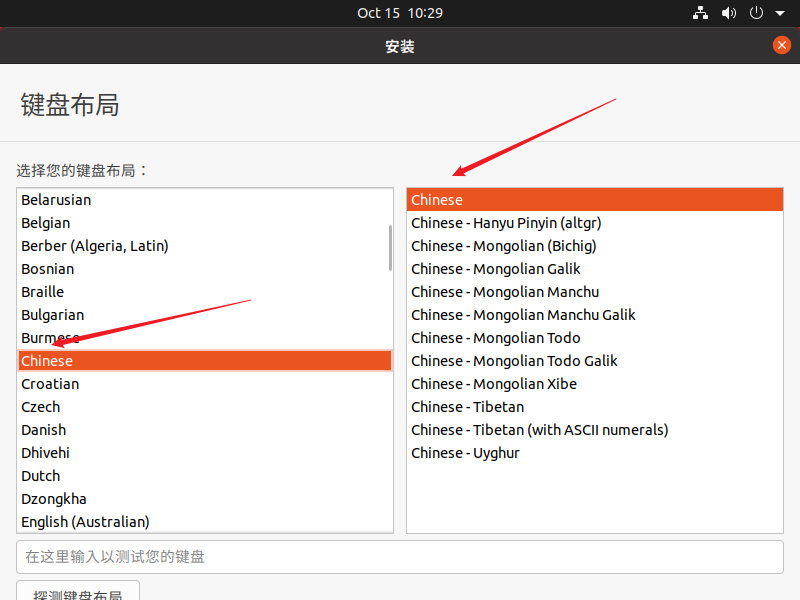 Oct 15 10:29
安装
键盘布局
选择您的键盘布局：
Belarusian
Belgian
Berber (Algeria, Latin)
Bosnian
Braille
Bulgarian
Burmese
Chinese
Croatian
Czech
Danish
Dhivehi
Dutch
Dzongkha
English (Australian)
Chinese
Chinese - Hanyu Pinyin (altgr)
Chinese - Mongolian (Bichig)
Chinese - Mongolian Galik
Chinese - Mongolian Manchu
Chinese - Mongolian Manchu Galik
Chinese - Mongolian Todo
Chinese - Mongolian Todo Galik
Chinese - Mongolian Xibe
Chinese - Tibetan
Chinese - Tibetan (with ASCII numerals)
Chinese - Uyghur
在这里输入以测试您的键盘
探测键盘布局